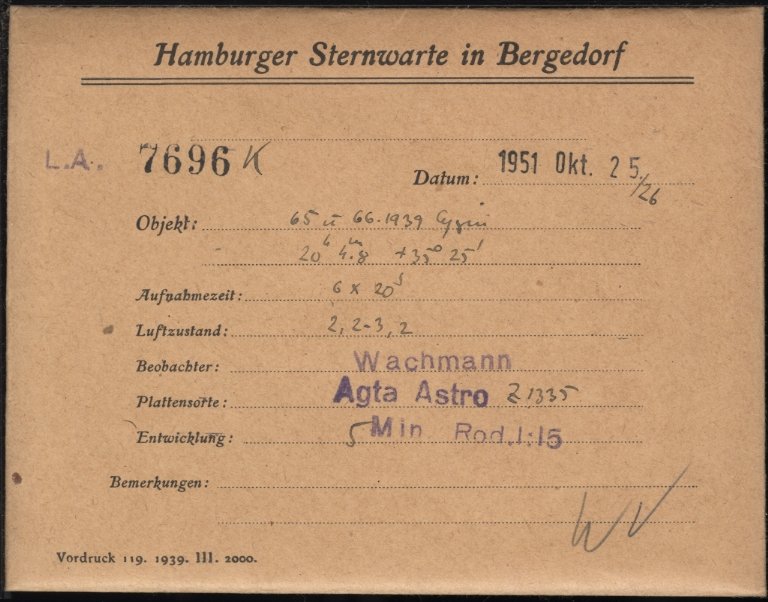 Hamburger Sternwarte in Bergedorf
L.A. 7696 K
Datum: 1951 Okt. 25./26
Objekt: 65 u 66.1939 Cygni
20h 4m.8 +35° 25'
Aufnahmezeit: 6 x 20s
Luftzustand: 2, 2-3, 2
Beobachter: Wachmann
Plattensorte: Agfa Astro Z 1335
Entwicklung: 5 Min Rod. 1:15
Bemerkungen:
Vordruck 119. 1939. III. 2000.